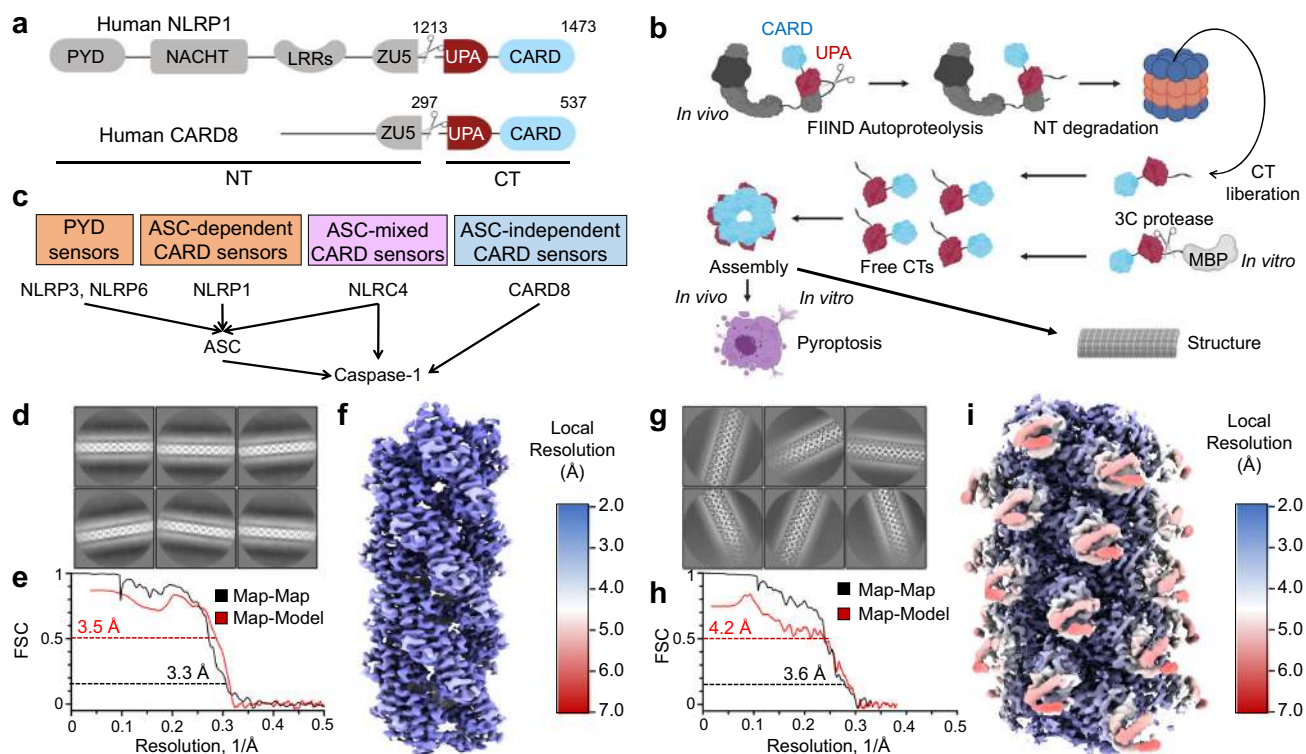 a
Human NLRP1
1213
1473
PYD
NACHT
LRRs
ZU5
UPA
CARD
297
537
Human CARD8
ZU5
UPA
CARD
NT
CT
b
CARD
UPA
In vivo
FIIND Autoproteolysis
NT degradation
CT
liberation
3C protease
MBP
In vitro
Free CTs
Assembly
In vivo
In vitro
Pyroptosis
Structure
c
PYD
sensors
ASC-dependent
CARD sensors
ASC-mixed
CARD sensors
ASC-independent
CARD sensors
NLRP3, NLRP6
NLRP1
NLRC4
CARD8
ASC
Caspase-1
d
e
1
0.5
0
FSC
Map-Map
Map-Model
3.5 Å
3.3 Å
0
0.1
0.2
0.3
0.4
0.5
Resolution, 1/Å
f
Local
Resolution
(Å)
2.0
3.0
4.0
5.0
6.0
7.0
g
h
1
0.5
0
FSC
Map-Map
Map-Model
4.2 Å
3.6 Å
0
0.1
0.2
0.3
0.4
0.5
Resolution, 1/Å
i
Local
Resolution
(Å)
2.0
3.0
4.0
5.0
6.0
7.0